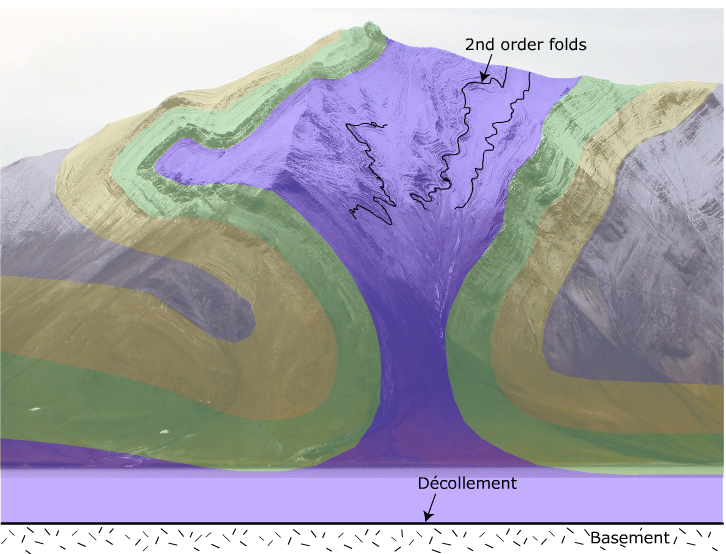 2nd order folds
Décollement
Basement